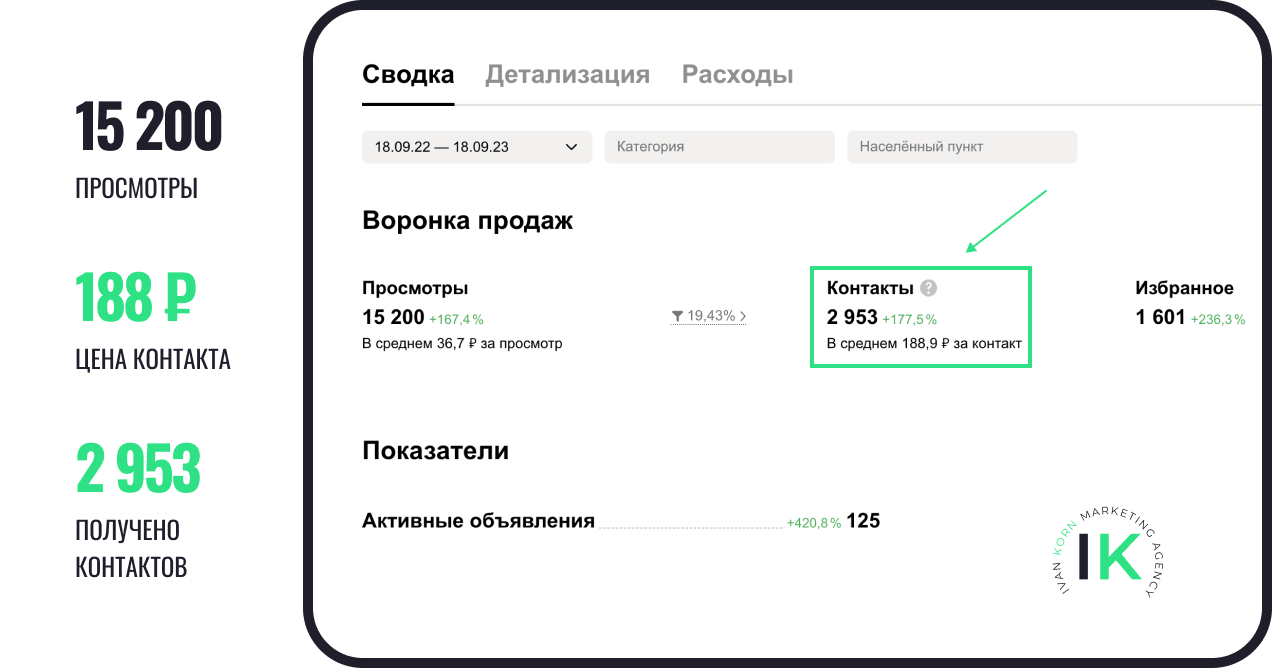 15 200
ПРОСМОТРЫ
188 ₽
ЦЕНА КОНТАКТА
2 953
ПОЛУЧЕНО
КОНТАКТОВ
Сводка Детализация Расходы
18.09.22 — 18.09.23 Категория Населённый пункт
Воронка продаж
Просмотры
15 200 +167,4 %
В среднем 36,7 ₽ за просмотр
19,43% >
Контакты ?
2 953 +177,5 %
В среднем 188,9 ₽ за контакт
Избранное
1 601 +236,3 %
Показатели
Активные объявления +420,8 % 125
IVAN KORN MARKETING AGENCY
IK